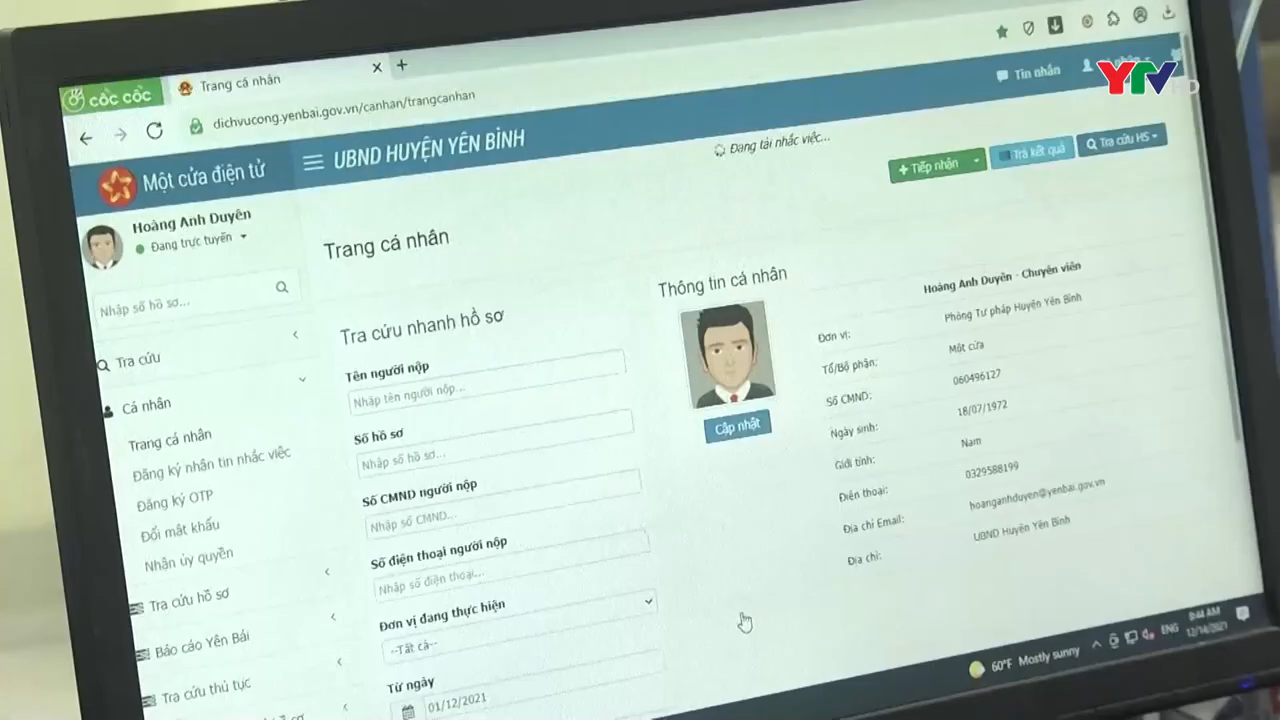 cốc cốc
Trang cá nhân
YTV HD
dichvucong.yenbai.gov.vn/canhan/trangcanhan
Một cửa điện tử
UBND HUYỆN YÊN BÌNH
Đang tải nhắc việc...
Tin nhắn
Tiếp nhận
Trả kết quả
Tra cứu HS
Hoàng Anh Duyên
Đang trực tuyến
Nhập số hồ sơ...
Tra cứu
Cá nhân
Trang cá nhân
Đăng ký nhận tin nhắc việc
Đăng ký OTP
Đổi mật khẩu
Nhận ủy quyền
Tra cứu hồ sơ
Báo cáo Yên Bái
Tra cứu thủ tục
Trang cá nhân
Tra cứu nhanh hồ sơ
Tên người nộp
Nhập tên người nộp...
Số hồ sơ
Nhập số hồ sơ...
Số CMND người nộp
Nhập số CMND...
Số điện thoại người nộp
Nhập số điện thoại...
Đơn vị đang thực hiện
--Tất cả--
Từ ngày
01/12/2021
Thông tin cá nhân
Cập nhật
Hoàng Anh Duyên - Chuyên viên
Đơn vị: Phòng Tư pháp Huyện Yên Bình
Tổ/Bộ phận: Một cửa
Số CMND: 060496127
Ngày sinh: 18/07/1972
Giới tính: Nam
Điện thoại: 0329588199
Địa chỉ Email: hoanganhduyen@yenbai.gov.vn
Địa chỉ: UBND Huyện Yên Bình
60°F Mostly sunny
ENG
8:44 AM
12/14/2021